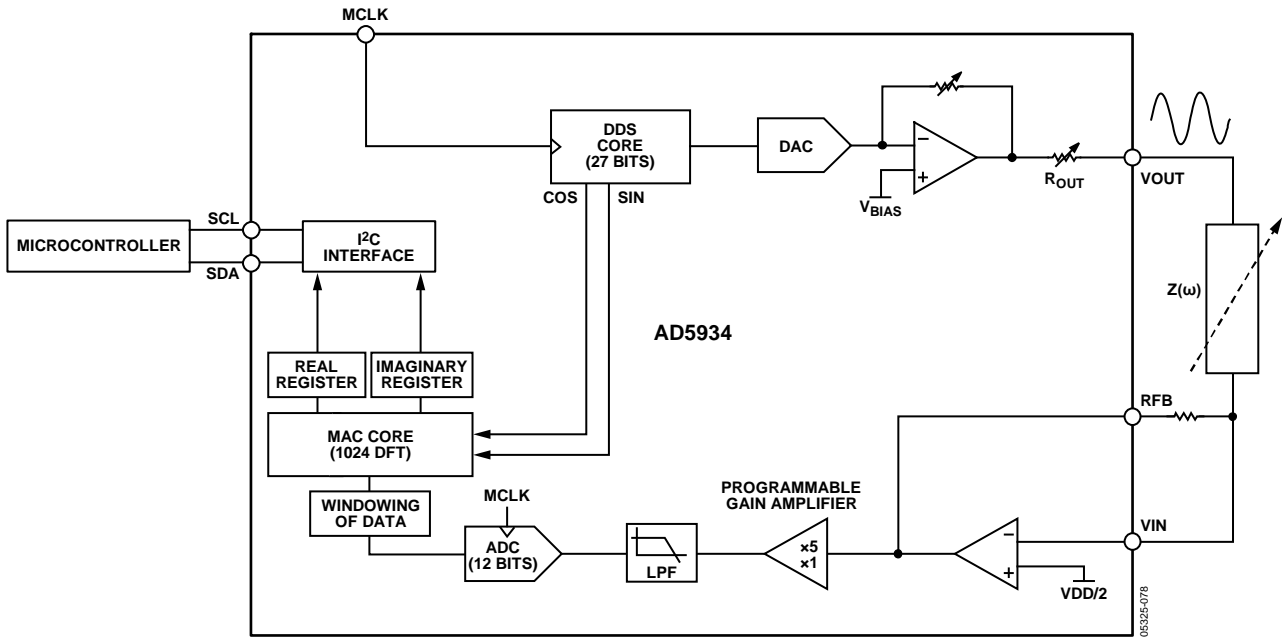 MCLK
DDS
CORE
(27 BITS)
DAC
−
+
V_BIAS
R_OUT
VOUT
COS
SIN
MICROCONTROLLER
SCL
SDA
I²C
INTERFACE
Z(ω)
AD5934
REAL
REGISTER
IMAGINARY
REGISTER
RFB
MAC CORE
(1024 DFT)
WINDOWING
OF DATA
MCLK
ADC
(12 BITS)
LPF
PROGRAMMABLE
GAIN AMPLIFIER
×5
×1
−
+
VIN
VDD/2
05325-078